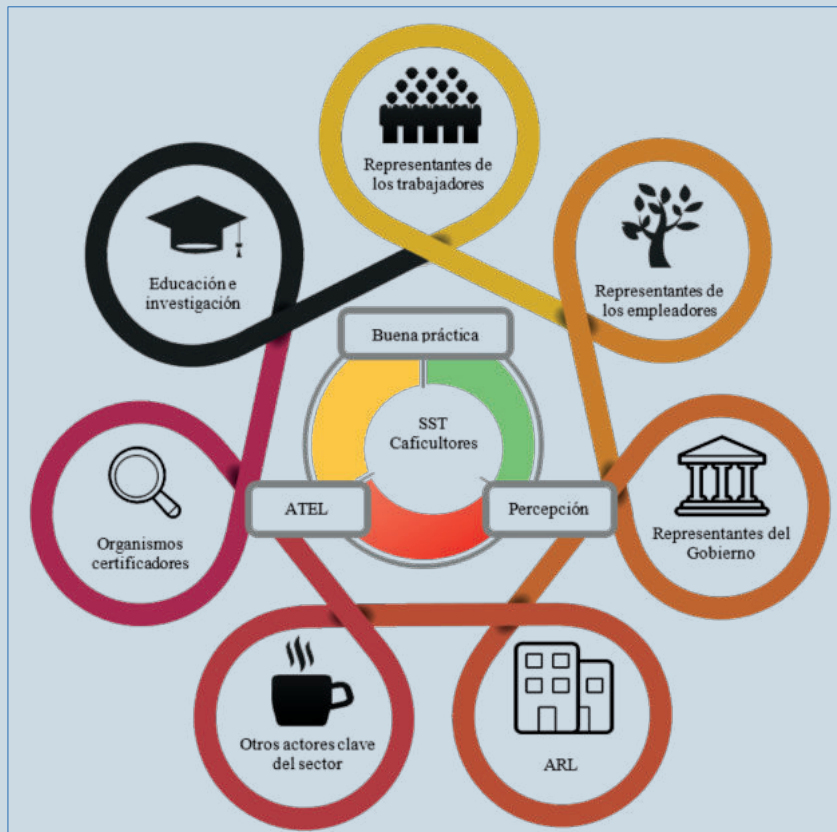 Representantes de
los trabajadores
Educación e
investigación
Representantes de
los empleadores
Buena práctica
SST
Caficultores
ATEL
Percepción
Organismos
certificadores
Representantes del
Gobierno
Otros actores clave
del sector
ARL